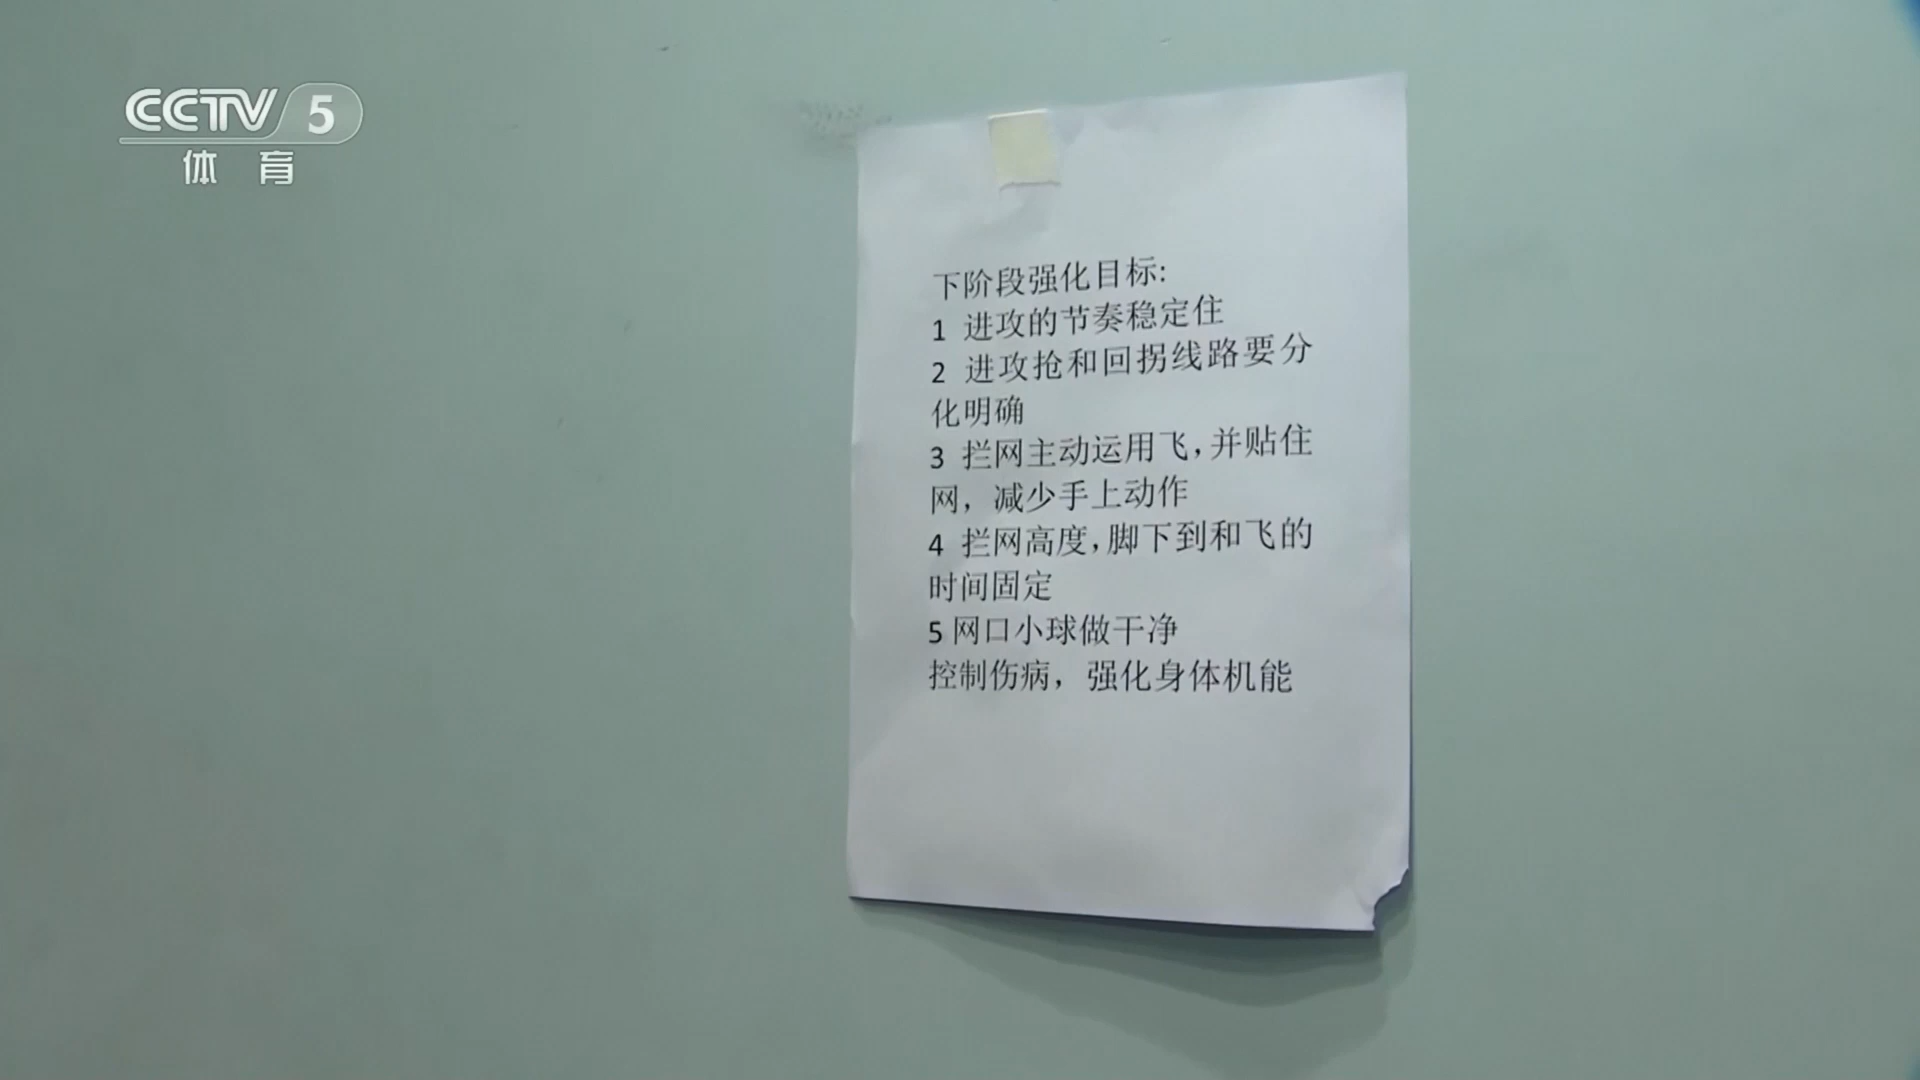 CCTV 5
体 育
下阶段强化目标:
1 进攻的节奏稳定住
2 进攻抢和回拐线路要分
化明确
3 拦网主动运用飞,并贴住
网，减少手上动作
4 拦网高度,脚下到和飞的
时间固定
5 网口小球做干净
控制伤病，强化身体机能